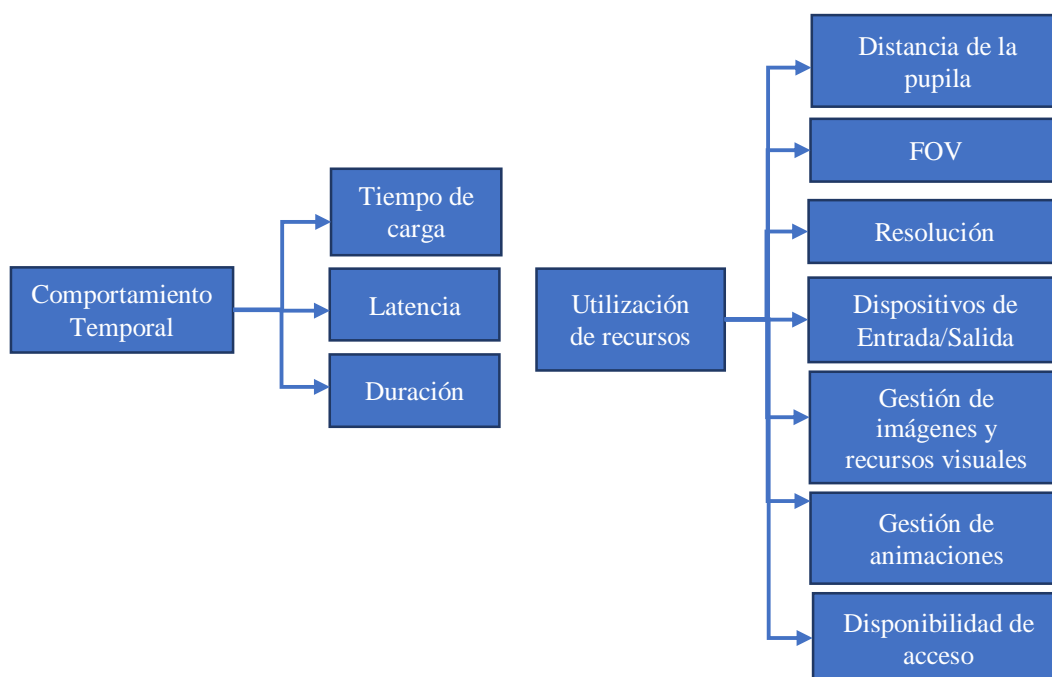 Comportamiento
Temporal
Tiempo de
carga
Latencia
Duración
Utilización
de recursos
Distancia de la
pupila
FOV
Resolución
Dispositivos de
Entrada/Salida
Gestión de
imágenes y
recursos visuales
Gestión de
animaciones
Disponibilidad de
acceso